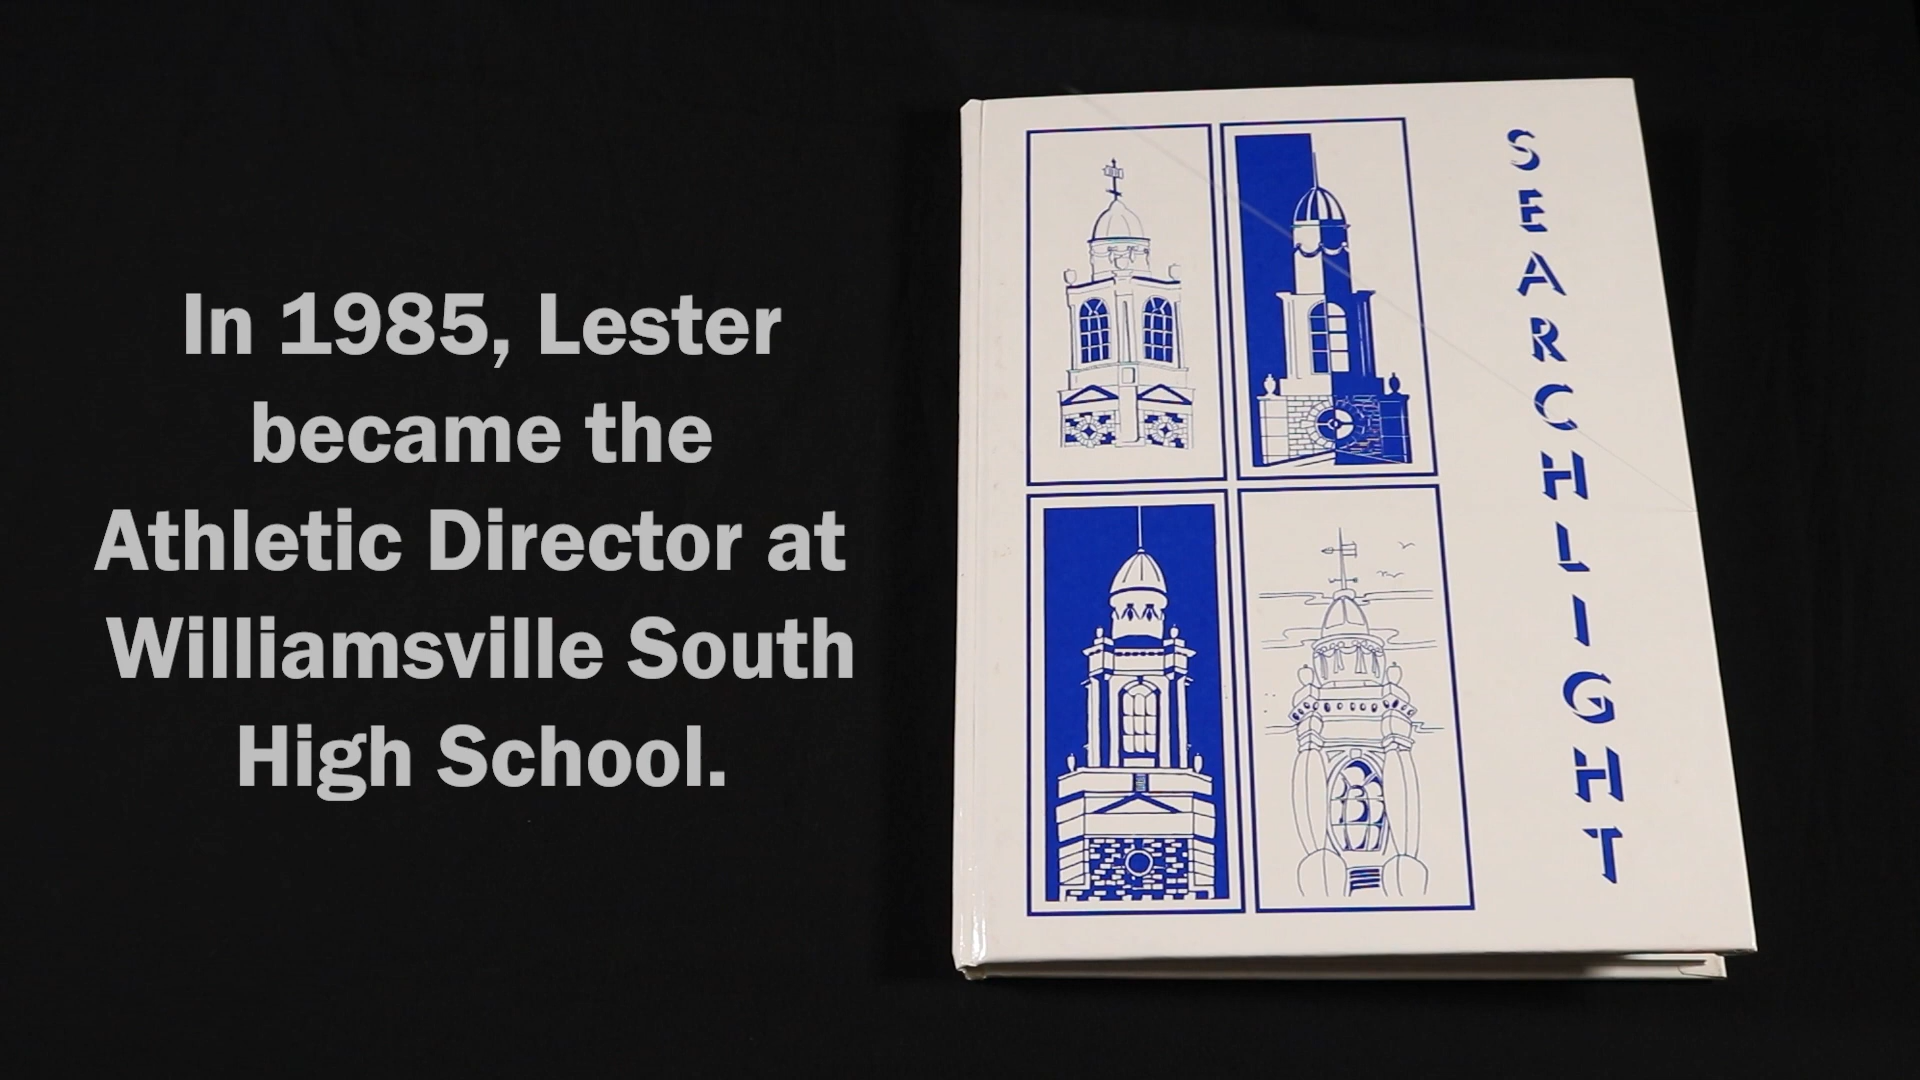 In 1985, Lester
became the
Athletic Director at
Williamsville South
High School.
SEARCHLIGHT